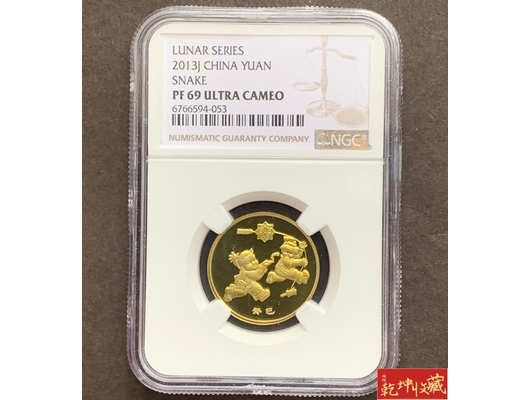 LUNAR SERIES
2013J CHINA YUAN
SNAKE
PF 69 ULTRA CAMEO
6766594-053
NUMISMATIC GUARANTY COMPANY
NGC
癸巳
乾坤收藏